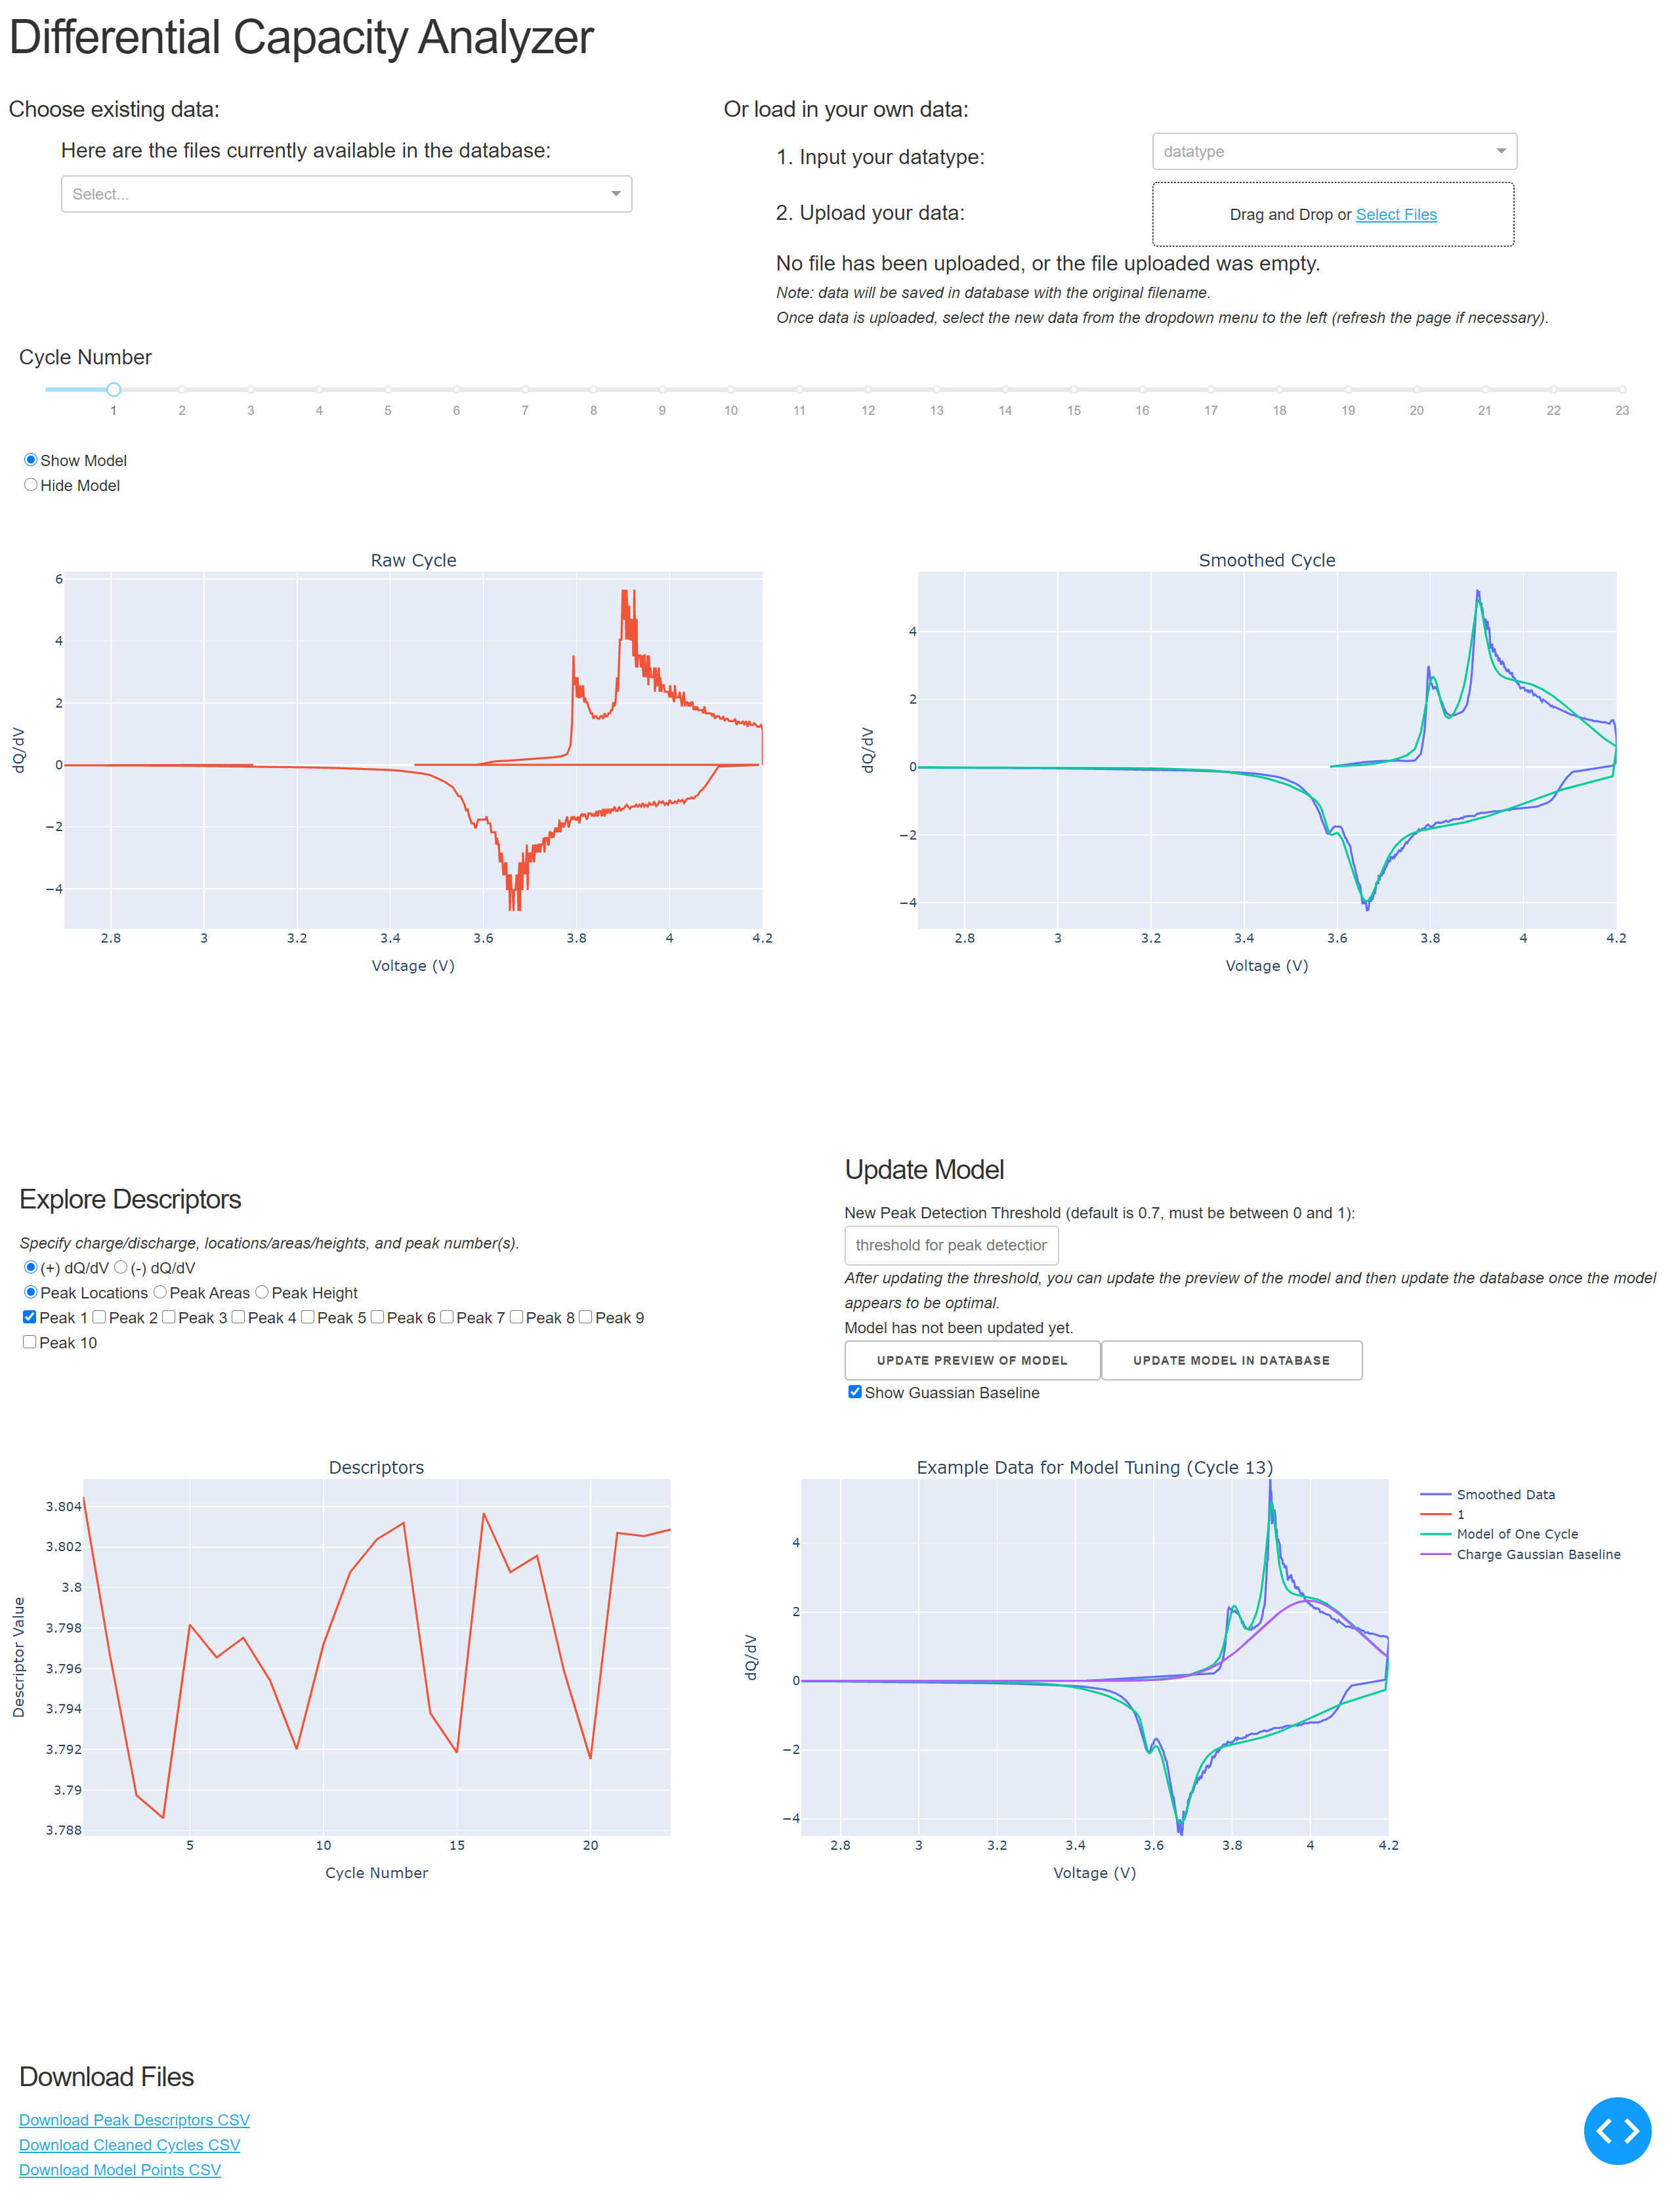 Differential Capacity Analyzer
Choose existing data:
Here are the files currently available in the database:
Select...
Or load in your own data:
1. Input your datatype:
datatype
2. Upload your data:
Drag and Drop or Select Files
No file has been uploaded, or the file uploaded was empty.
Note: data will be saved in database with the original filename.
Once data is uploaded, select the new data from the dropdown menu to the left (refresh the page if necessary).
Cycle Number
1 2 3 4 5 6 7 8 9 10 11 12 13 14 15 16 17 18 19 20 21 22 23
Show Model
Hide Model
Raw Cycle
6
4
2
0
−2
−4
dQ/dV
2.8 3 3.2 3.4 3.6 3.8 4 4.2
Voltage (V)
Smoothed Cycle
4
2
0
−2
−4
dQ/dV
2.8 3 3.2 3.4 3.6 3.8 4 4.2
Voltage (V)
Explore Descriptors
Specify charge/discharge, locations/areas/heights, and peak number(s).
(+) dQ/dV (-) dQ/dV
Peak Locations Peak Areas Peak Height
Peak 1 Peak 2 Peak 3 Peak 4 Peak 5 Peak 6 Peak 7 Peak 8 Peak 9
Peak 10
Update Model
New Peak Detection Threshold (default is 0.7, must be between 0 and 1):
threshold for peak detection
After updating the threshold, you can update the preview of the model and then update the database once the model
appears to be optimal.
Model has not been updated yet.
UPDATE PREVIEW OF MODEL UPDATE MODEL IN DATABASE
Show Guassian Baseline
Descriptors
3.804
3.802
3.8
3.798
3.796
3.794
3.792
3.79
3.788
Descriptor Value
5 10 15 20
Cycle Number
Example Data for Model Tuning (Cycle 13)
4
2
0
−2
−4
dQ/dV
2.8 3 3.2 3.4 3.6 3.8 4 4.2
Voltage (V)
Smoothed Data
1
Model of One Cycle
Charge Gaussian Baseline
Download Files
Download Peak Descriptors CSV
Download Cleaned Cycles CSV
Download Model Points CSV